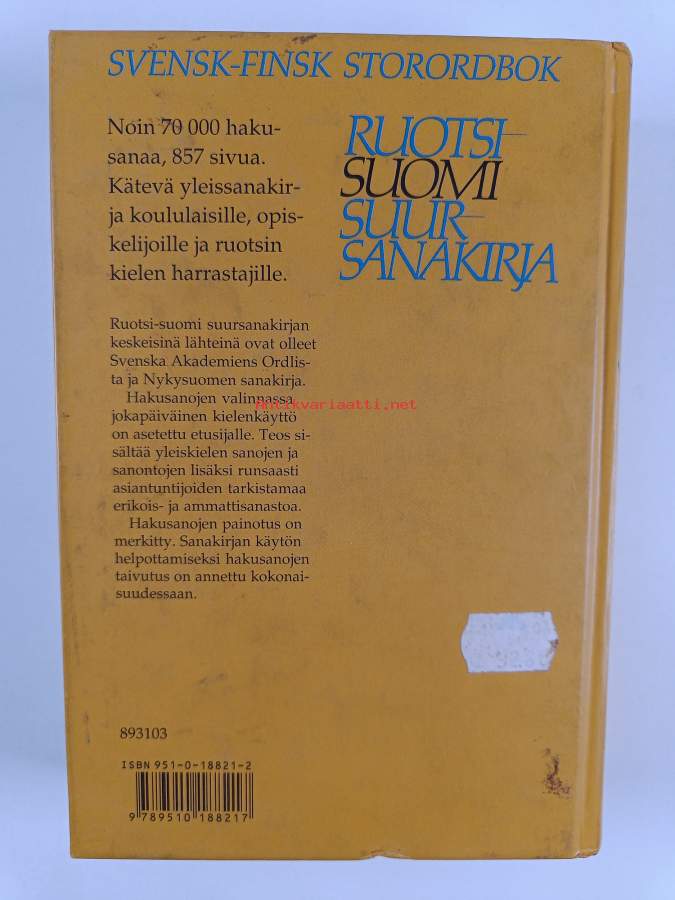 SVENSK-FINSK STORORDBOK
Noin 70 000 haku-
sanaa, 857 sivua.
Kätevä yleissanakir-
ja koululaisille, opis-
kelijoille ja ruotsin
kielen harrastajille.
RUOTSI-
SUOMI
SUUR-
SANAKIRJA
Ruotsi-suomi suursanakirjan
keskeisinä lähteinä ovat olleet
Svenska Akademiens Ordlis-
ta ja Nykysuomen sanakirja.
Hakusanojen valinnassa
jokapäiväinen kielenkäyttö
on asetettu etusijalle. Teos si-
sältää yleiskielen sanojen ja
sanontojen lisäksi runsaasti
asiantuntijoiden tarkistamaa
erikois- ja ammattisanastoa.
Hakusanojen painotus on
merkitty. Sanakirjan käytön
helpottamiseksi hakusanojen
taivutus on annettu kokonai-
suudessaan.
Antikvariaatti.net
893103
ISBN 951-0-18821-2
9 789510 188217